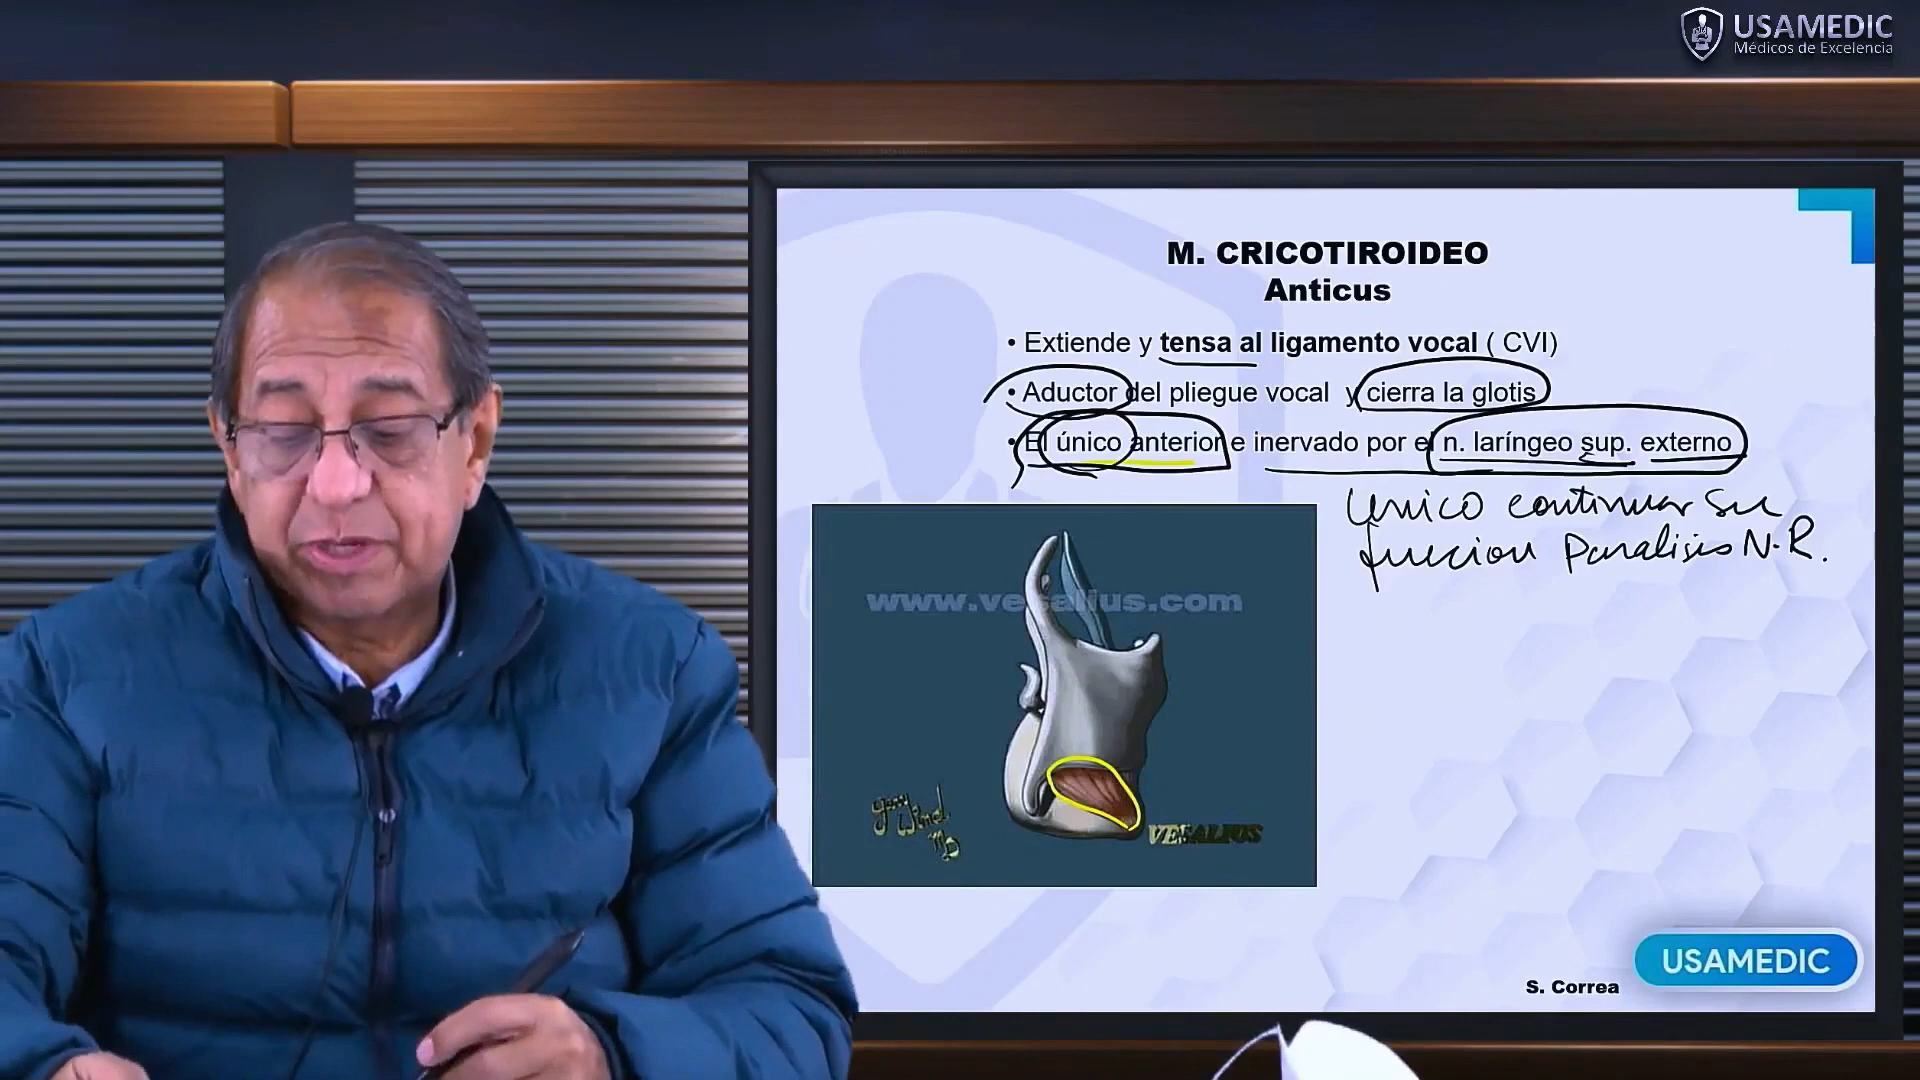 USAMEDIC
Médicos de Excelencia
M. CRICOTIROIDEO
Anticus
• Extiende y tensa al ligamento vocal ( CVI)
• Aductor del pliegue vocal y cierra la glotis
• El único anterior e inervado por el n. laríngeo sup. externo
Unico continuar su
funcion Paralisis N.R.
www.vesalius.com
VESALIUS
USAMEDIC
S. Correa